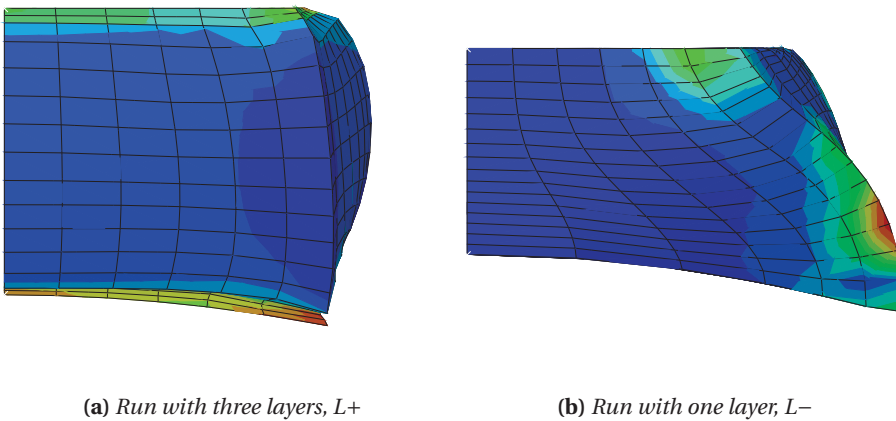 (a) Run with three layers, L+
(b) Run with one layer, L−